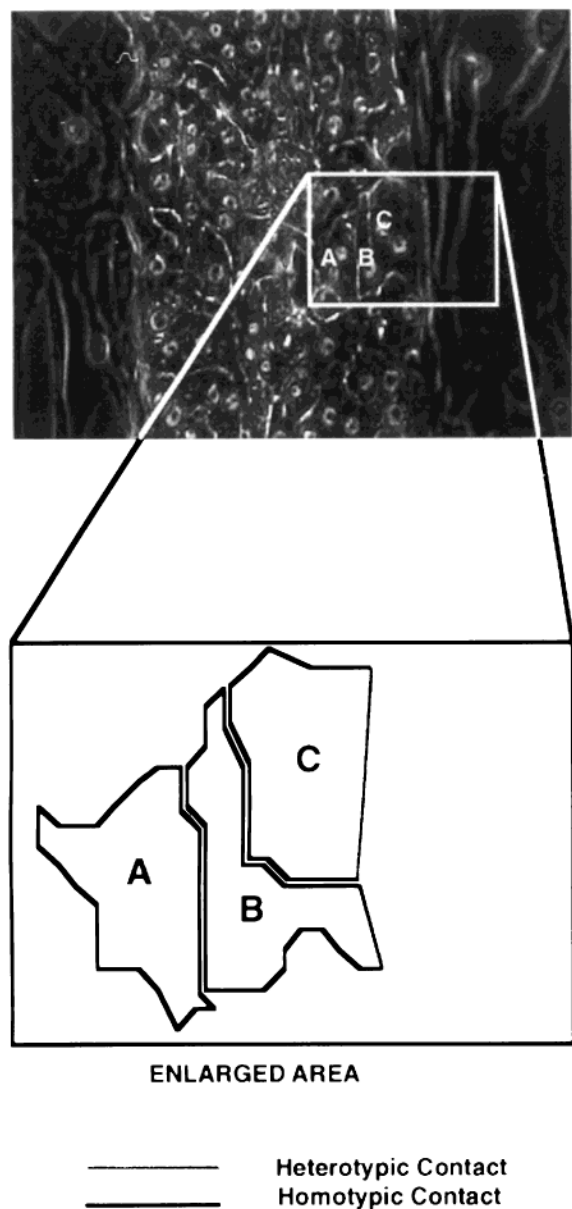 C
A B
C
A
B
ENLARGED AREA
Heterotypic Contact
Homotypic Contact